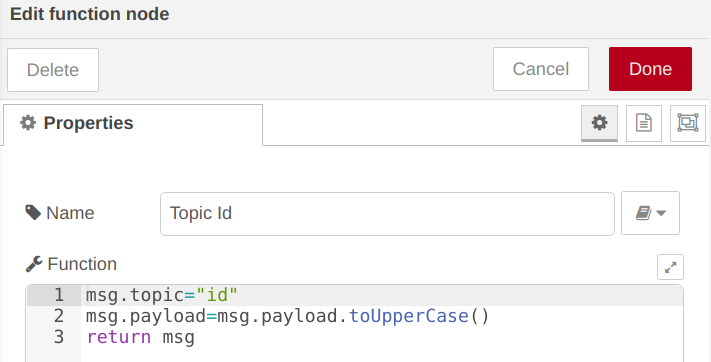 Edit function node
Delete
Cancel
Done
Properties
Name
Topic Id
Function
1 msg.topic="id"
2 msg.payload=msg.payload.toUpperCase()
3 return msg